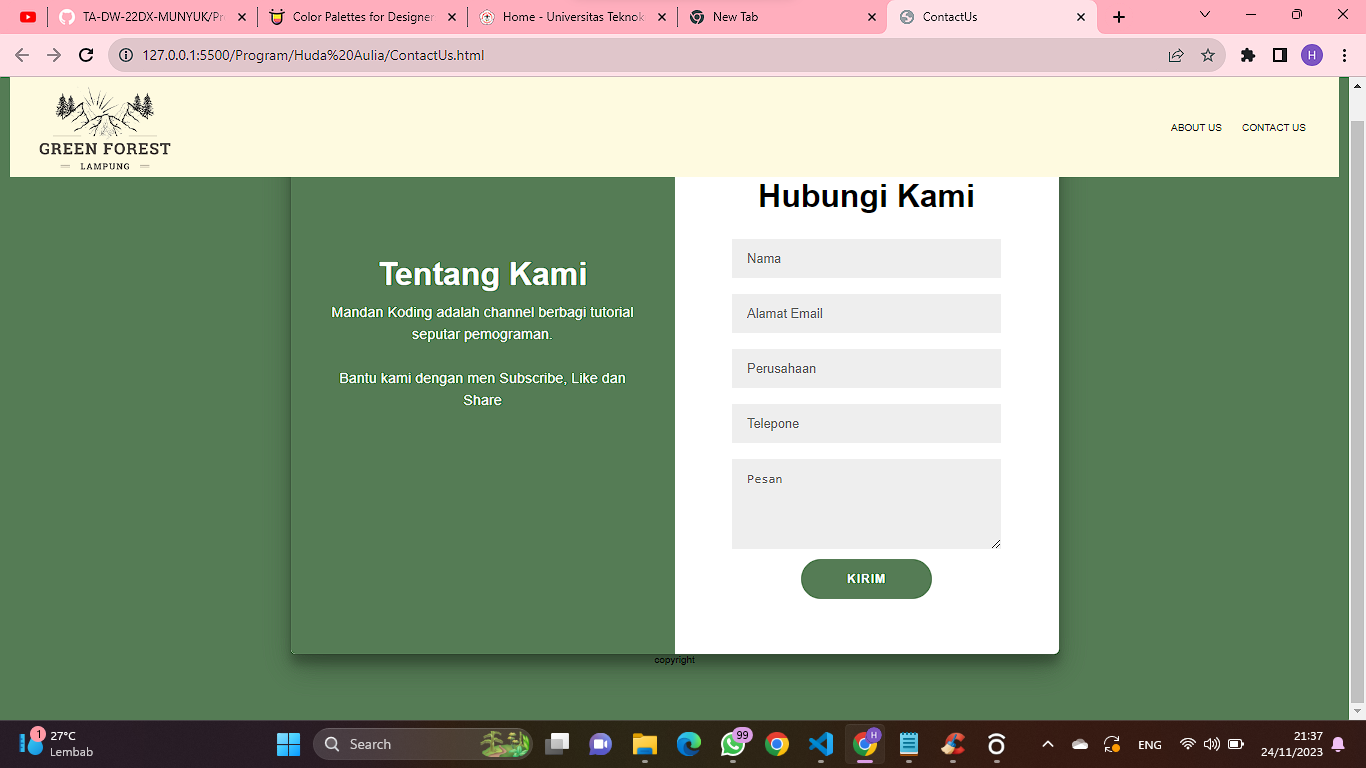 TA-DW-22DX-MUNYUK/Pr
Color Palettes for Designer
Home - Universitas Teknok
New Tab
ContactUs
127.0.0.1:5500/Program/Huda%20Aulia/ContactUs.html
H
GREEN FOREST
LAMPUNG
ABOUT US
CONTACT US
Tentang Kami
Mandan Koding adalah channel berbagi tutorial
seputar pemograman.
Bantu kami dengan men Subscribe, Like dan
Share
Hubungi Kami
Nama
Alamat Email
Perusahaan
Telepone
Pesan
KIRIM
copyright
1
27°C
Lembab
Search
99
H
ENG
21:37
24/11/2023